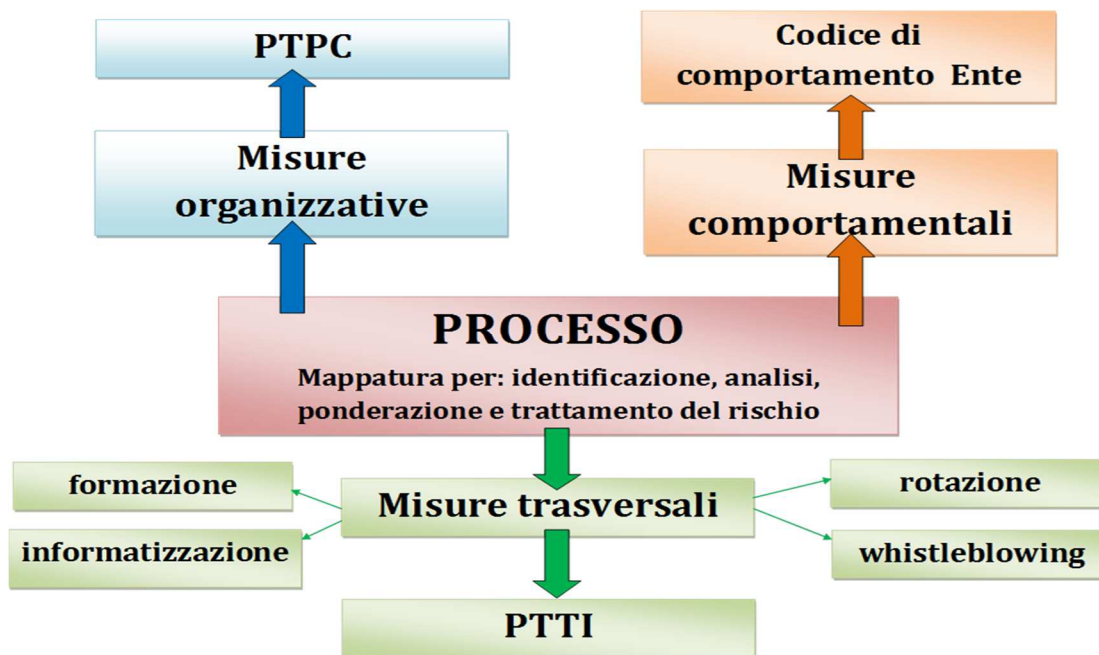 PTPC
Codice di
comportamento Ente
Misure
organizzative
Misure
comportamentali
PROCESSO
Mappatura per: identificazione, analisi,
ponderazione e trattamento del rischio
formazione
Misure trasversali
rotazione
informatizzazione
whistleblowing
PTTI